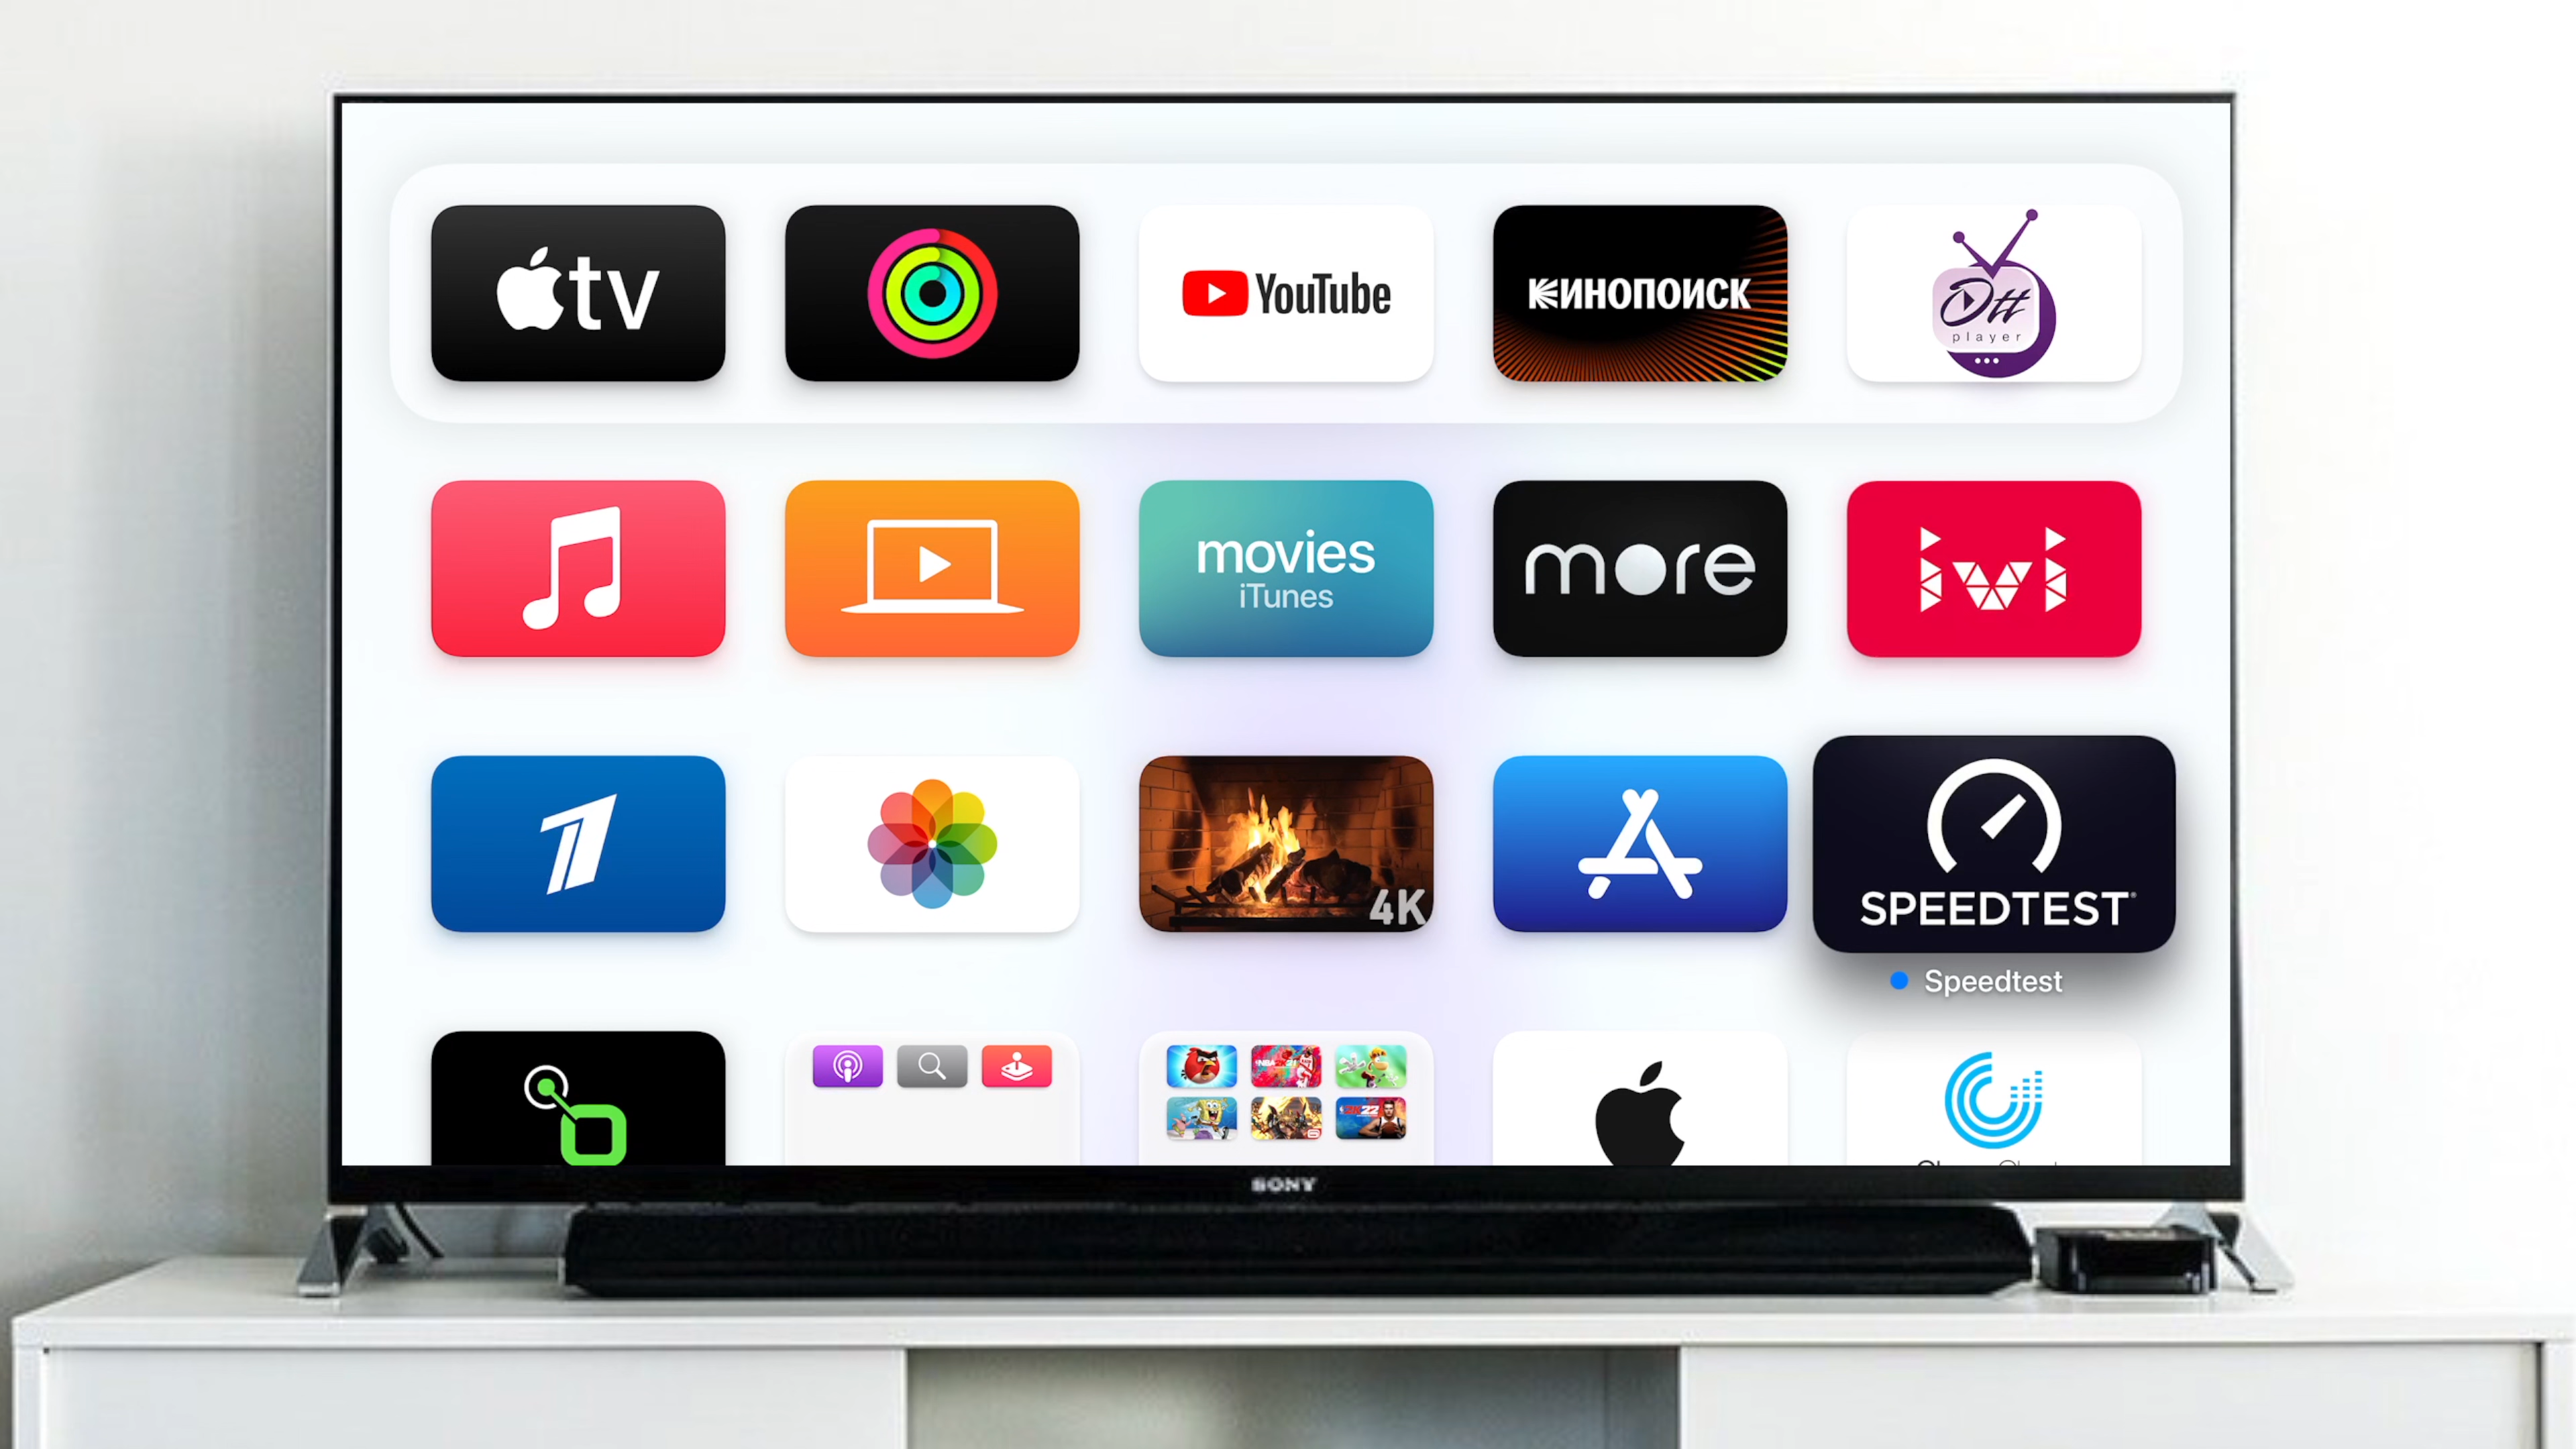 tv
YouTube
КИНОПОИСК
Ott
player
movies
iTunes
more
ivi
4K
SPEEDTEST
Speedtest
SONY